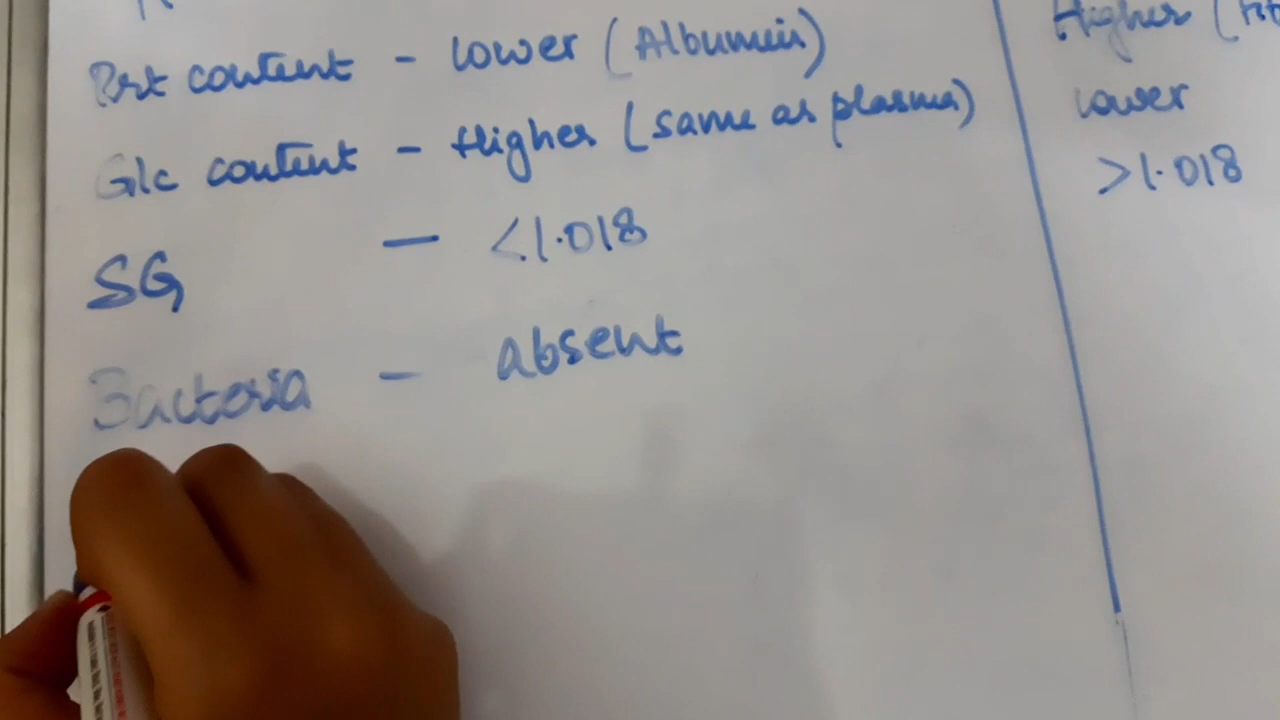 Prt content - lower (Albumin) Higher
Glc content - Higher (same as plasma) lower
SG - <1.018 >1.018
Bacteria - absent